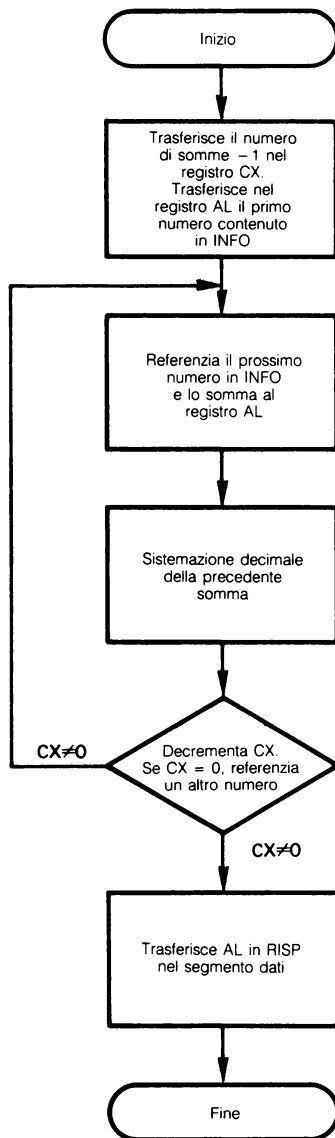 Inizio
Trasferisce il numero
di somme – 1 nel
registro CX.
Trasferisce nel
registro AL il primo
numero contenuto
in INFO
Referenzia il prossimo
numero in INFO
e lo somma al
registro AL
Sistemazione decimale
della precedente
somma
CX≠0
Decrementa CX.
Se CX = 0, referenzia
un altro numero
CX≠0
Trasferisce AL in RISP
nel segmento dati
Fine